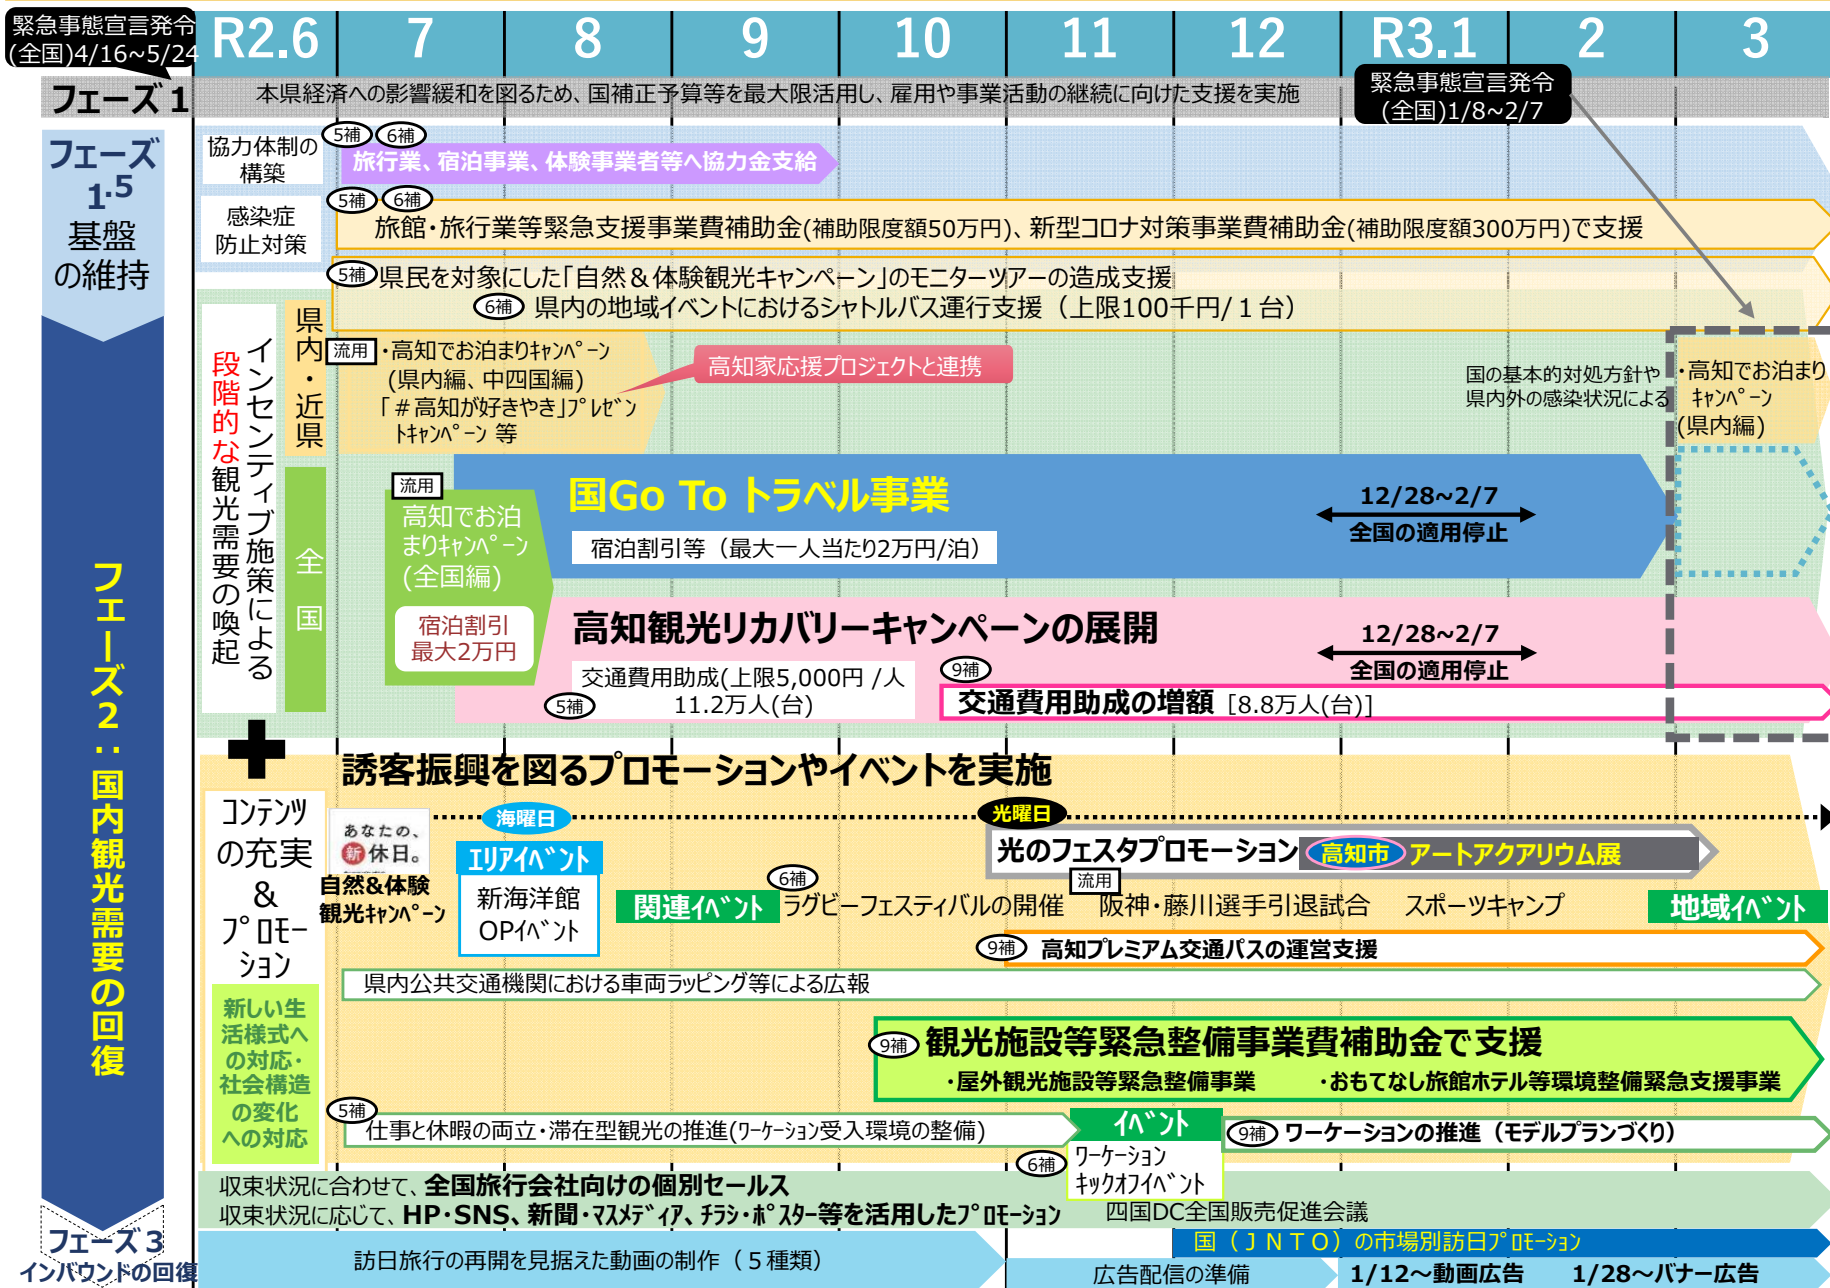 緊急事態宣言発令
(全国)4/16~5/24
R2.6 7 8 9 10 11 12 R3.1 2 3
フェーズ 1
本県経済への影響緩和を図るため、国補正予算等を最大限活用し、雇用や事業活動の継続に向けた支援を実施
緊急事態宣言発令
(全国)1/8~2/7
フェーズ
1.5
基盤
の維持
協力体制の
構築
5補 6補
旅行業、宿泊事業、体験事業者等へ協力金支給
感染症
防止対策
5補 6補
旅館・旅行業等緊急支援事業費補助金(補助限度額50万円)、新型コロナ対策事業費補助金(補助限度額300万円)で支援
5補 県民を対象にした「自然＆体験観光キャンペーン」のモニターツアーの造成支援
6補 県内の地域イベントにおけるシャトルバス運行支援（上限100千円/１台）
フェーズ2：国内観光需要の回復
段階的な観光需要の喚起
インセンティブ施策による
県内・近県
流用 ・高知でお泊まりｷｬﾝﾍﾟｰﾝ
(県内編、中四国編)
「＃高知が好きやき」ﾌﾟﾚｾﾞﾝ
ﾄｷｬﾝﾍﾟｰﾝ 等
高知家応援プロジェクトと連携
国の基本的対処方針や
県内外の感染状況による
・高知でお泊まり
ｷｬﾝﾍﾟｰﾝ
(県内編)
全国
流用
高知でお泊
まりｷｬﾝﾍﾟｰﾝ
(全国編)
宿泊割引
最大2万円
国Go To トラベル事業
宿泊割引等（最大一人当たり2万円/泊）
12/28~2/7
全国の適用停止
高知観光リカバリーキャンペーンの展開
交通費用助成(上限5,000円 /人
11.2万人(台)
5補
12/28~2/7
全国の適用停止
9補
交通費用助成の増額 [8.8万人(台)]
誘客振興を図るプロモーションやイベントを実施
ｺﾝﾃﾝﾂ
の充実
&
ﾌﾟﾛﾓｰ
ｼｮﾝ
あなたの、
新休日。
自然&体験
観光ｷｬﾝﾍﾟｰﾝ
海曜日
ｴﾘｱｲﾍﾞﾝﾄ
新海洋館
OPｲﾍﾞﾝﾄ
光曜日
光のフェスタプロモーション 高知市 アートアクアリウム展
関連ｲﾍﾞﾝﾄ 6補 ラグビーフェスティバルの開催 流用 阪神・藤川選手引退試合 スポーツキャンプ 地域ｲﾍﾞﾝﾄ
9補 高知プレミアム交通パスの運営支援
県内公共交通機関における車両ﾗｯﾋﾟﾝｸﾞ等による広報
新しい生
活様式へ
の対応・
社会構造
の変化
への対応
9補 観光施設等緊急整備事業費補助金で支援
・屋外観光施設等緊急整備事業 ・おもてなし旅館ホテル等環境整備緊急支援事業
5補
仕事と休暇の両立・滞在型観光の推進(ﾜｰｹｰｼｮﾝ受入環境の整備)
ｲﾍﾞﾝﾄ
6補 ﾜｰｹｰｼｮﾝ
ｷｯｸｵﾌｲﾍﾞﾝﾄ
9補 ワーケーションの推進（モデルプランづくり）
収束状況に合わせて、全国旅行会社向けの個別セールス
収束状況に応じて、HP・SNS、新聞・ﾏｽﾒﾃﾞｨｱ、ﾁﾗｼ・ﾎﾟｽﾀｰ等を活用したﾌﾟﾛﾓｰｼｮﾝ 四国DC全国販売促進会議
フェーズ 3
インバウンドの回復
訪日旅行の再開を見据えた動画の制作（５種類）
国（ＪＮＴＯ）の市場別訪日ﾌﾟﾛﾓｰｼｮﾝ
広告配信の準備 1/12～動画広告 1/28～バナー広告